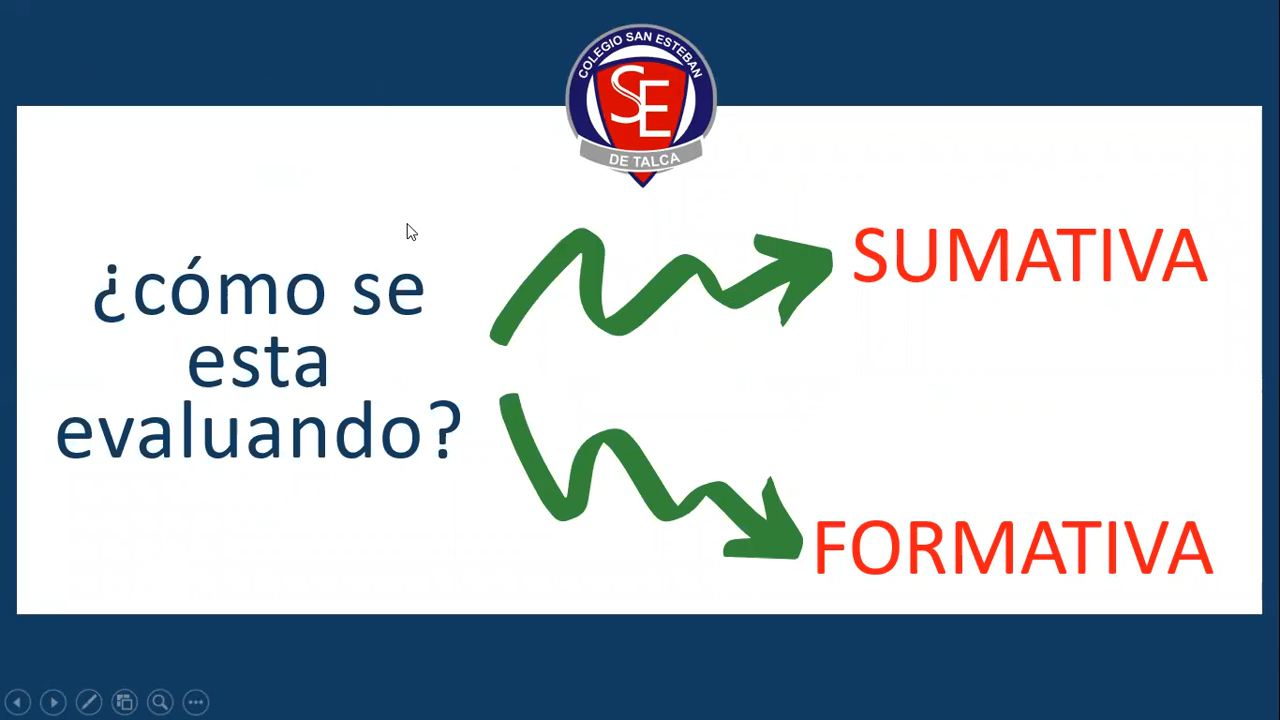 COLEGIO SAN ESTEBAN
SE
DE TALCA
¿cómo se
esta
evaluando?
SUMATIVA
FORMATIVA